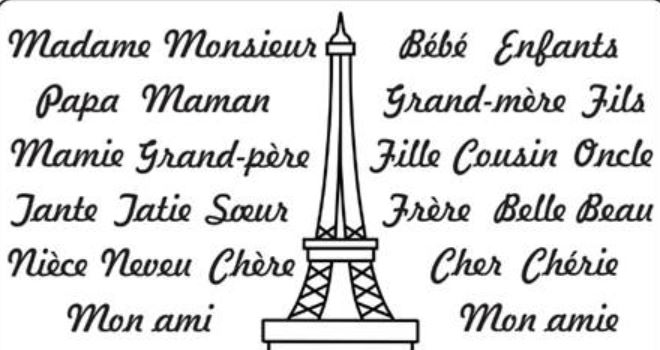 Madame Monsieur Bébé Enfants
Papa Maman Grand-mère Fils
Mamie Grand-père Fille Cousin Oncle
Tante Tatie Sœur Frère Belle Beau
Nièce Neveu Chère Cher Chérie
Mon ami Mon amie